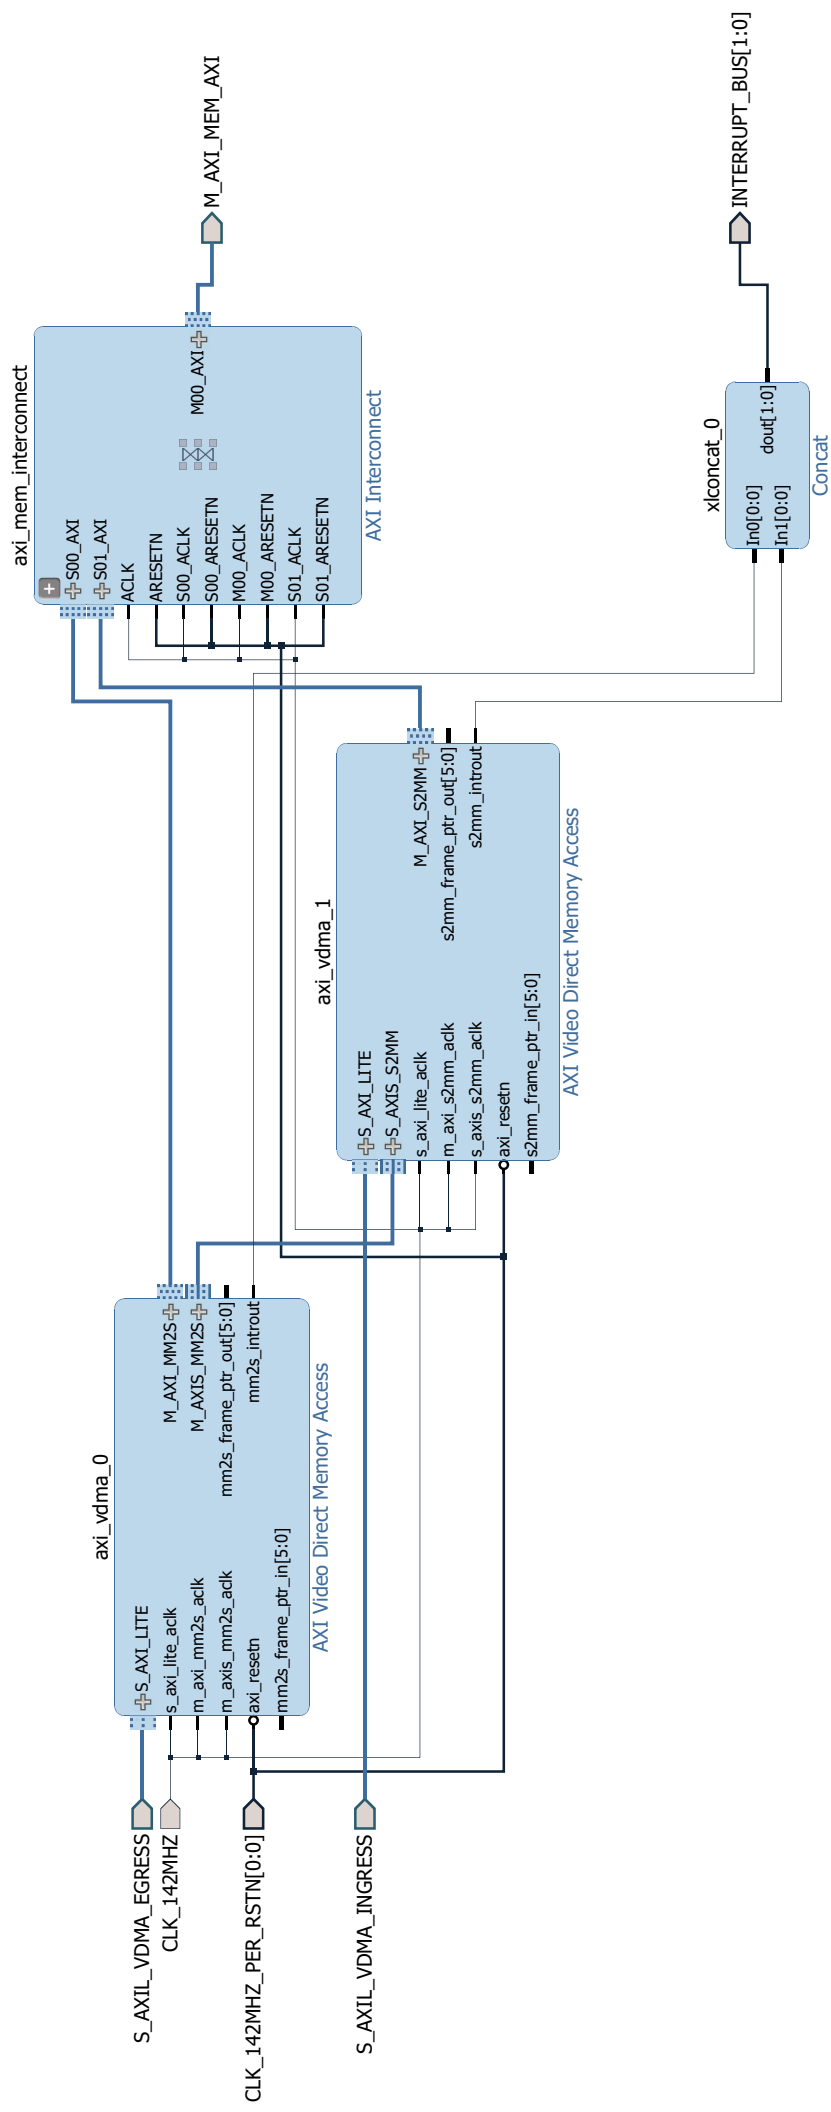 S_AXIL_VDMA_EGRESS
CLK_142MHZ
CLK_142MHZ_PER_RSTN[0:0]
S_AXIL_VDMA_INGRESS
axi_vdma_0
S_AXI_LITE
s_axi_lite_aclk
m_axi_mm2s_aclk
m_axis_mm2s_aclk
axi_resetn
mm2s_frame_ptr_in[5:0]
M_AXI_MM2S
M_AXIS_MM2S
mm2s_frame_ptr_out[5:0]
mm2s_introut
AXI Video Direct Memory Access
axi_vdma_1
S_AXI_LITE
S_AXIS_S2MM
s_axi_lite_aclk
m_axi_s2mm_aclk
s_axis_s2mm_aclk
axi_resetn
s2mm_frame_ptr_in[5:0]
M_AXI_S2MM
s2mm_frame_ptr_out[5:0]
s2mm_introut
AXI Video Direct Memory Access
axi_mem_interconnect
S00_AXI
S01_AXI
ACLK
ARESETN
S00_ACLK
S00_ARESETN
M00_ACLK
M00_ARESETN
S01_ACLK
S01_ARESETN
M00_AXI
AXI Interconnect
xlconcat_0
In0[0:0]
In1[0:0]
dout[1:0]
Concat
M_AXI_MEM_AXI
INTERRUPT_BUS[1:0]